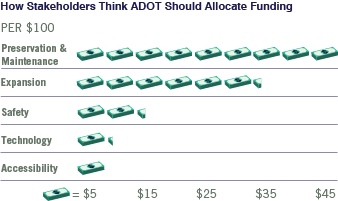 How Stakeholders Think ADOT Should Allocate Funding
PER $100
Preservation &
Maintenance
Expansion
Safety
Technology
Accessibility
= $5 $15 $25 $35 $45